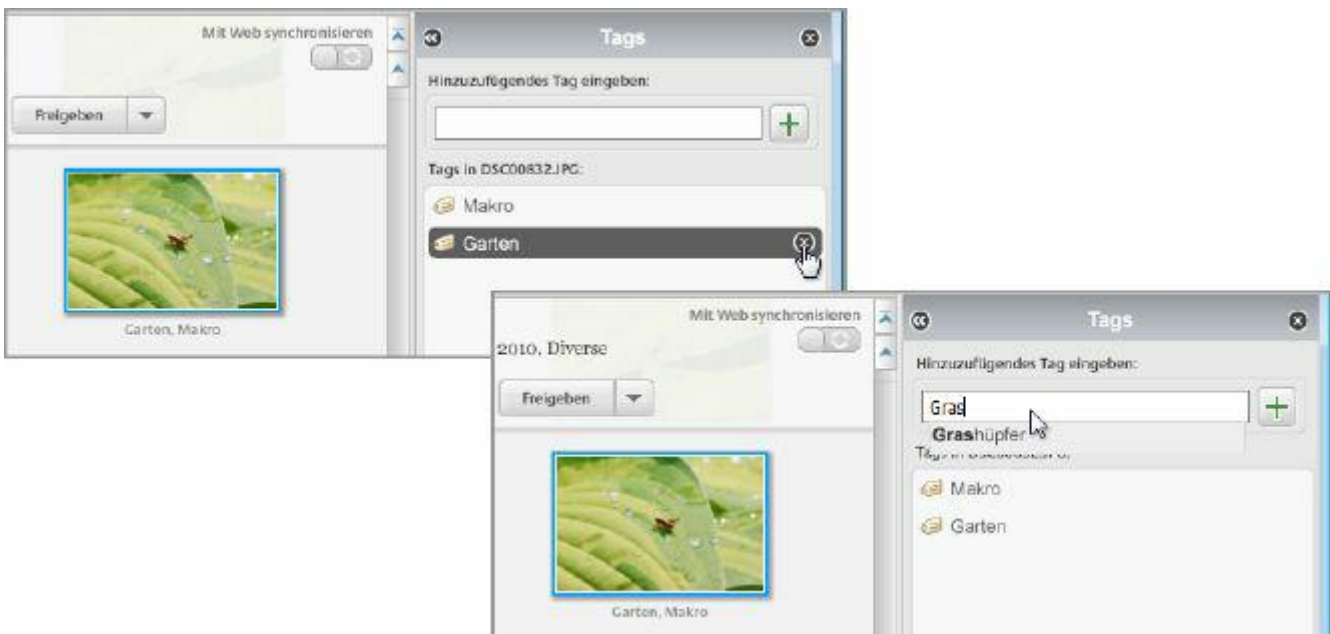 Mit Web synchronisieren
Freigeben
Garten, Makro
Tags
Hinzuzufügendes Tag eingeben:
Tags in DSC00832.JPG:
Makro
Garten
Mit Web synchronisieren
2010, Diverse
Freigeben
Garten, Makro
Tags
Hinzuzufügendes Tag eingeben:
Gras
Grashüpfer
Makro
Garten